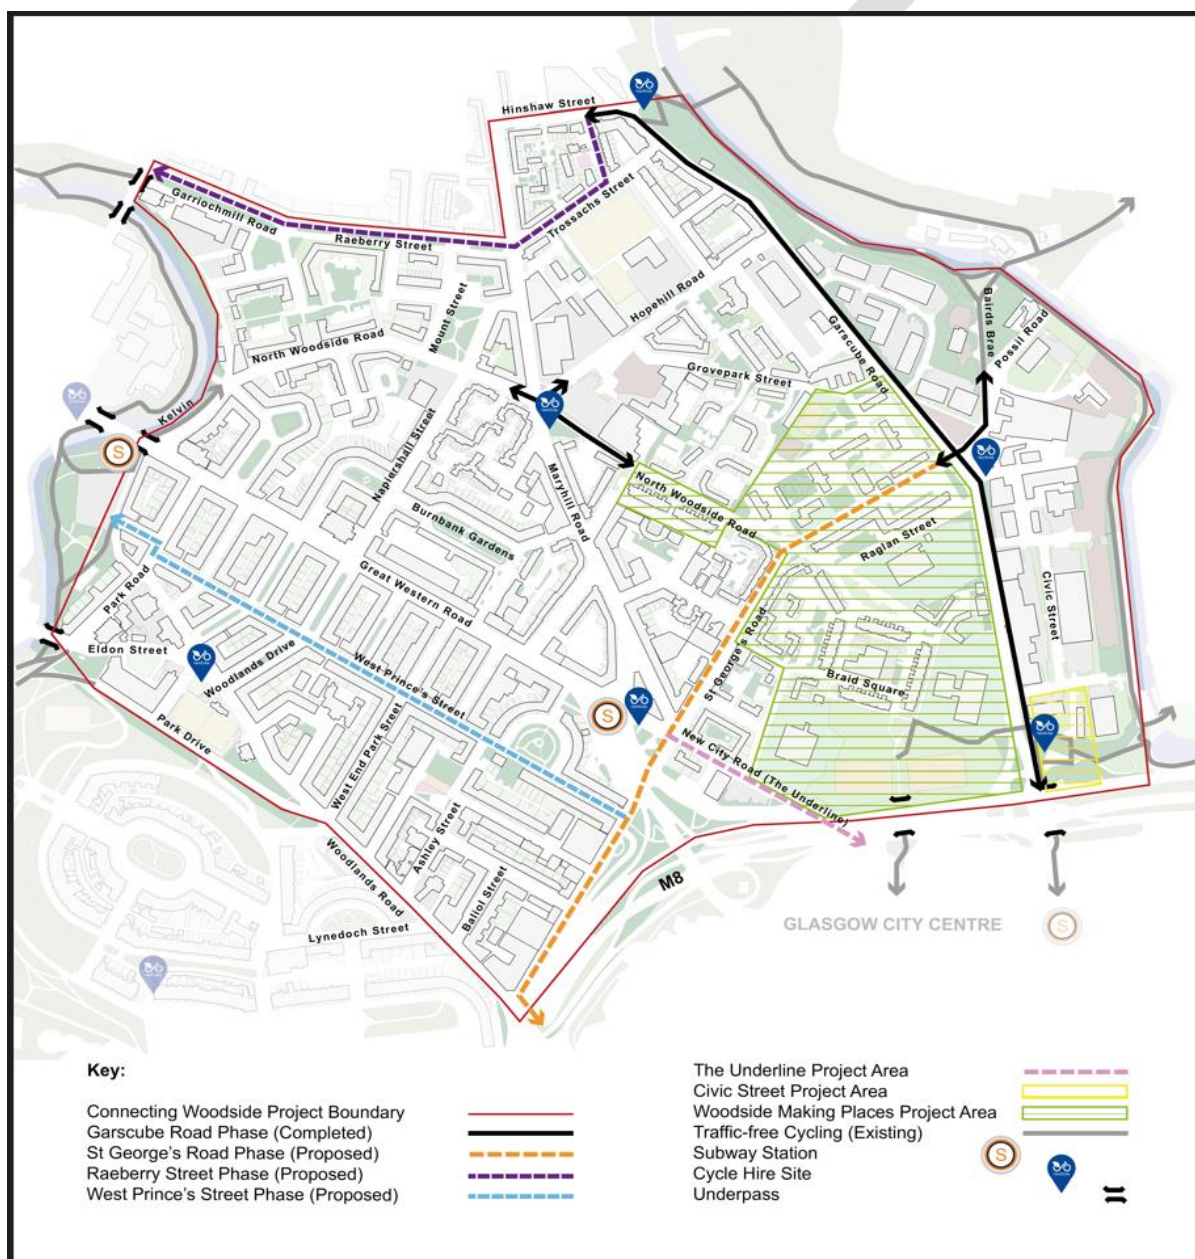 Hinshaw Street
Garriochmill Road
Raeberry Street
Trossachs Street
Mount Street
Hopehill Road
North Woodside Road
Garscube Road
Bairds Brae
Possil Road
Grovepark Street
Kelvin
S
Napiershall Street
Maryhill Road
North Woodside Road
Burnbank Gardens
Raglan Street
Great Western Road
Park Road
Civic Street
Eldon Street
Woodlands Drive
West Prince's Street
St George's Road
Braid Square
S
Park Drive
West End Park Sreet
New City Road (The Underline)
Ashley Street
Woodlands Road
Baliol Street
M8
Lynedoch Street
GLASGOW CITY CENTRE
S
Key:
Connecting Woodside Project Boundary
Garscube Road Phase (Completed)
St George's Road Phase (Proposed)
Raeberry Street Phase (Proposed)
West Prince's Street Phase (Proposed)
The Underline Project Area
Civic Street Project Area
Woodside Making Places Project Area
Traffic-free Cycling (Existing)
Subway Station
S
Cycle Hire Site
Underpass